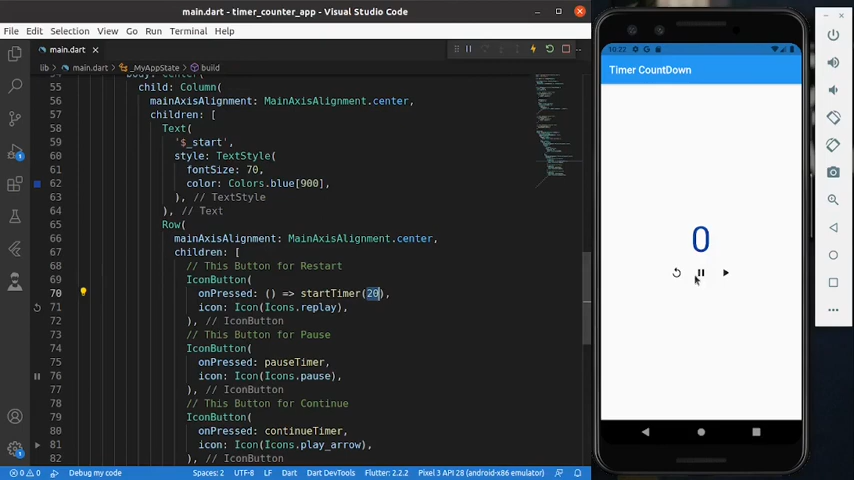 main.dart - timer_counter_app - Visual Studio Code
File Edit Selection View Go Run Terminal Help
main.dart
lib > main.dart > _MyAppState > build
body: Center(
55 child: Column(
56 mainAxisAlignment: MainAxisAlignment.center,
57 children: [
58 Text(
59 '$_start',
60 style: TextStyle(
61 fontSize: 70,
62 color: Colors.blue[900],
63 ), // TextStyle
64 ), // Text
65 Row(
66 mainAxisAlignment: MainAxisAlignment.center,
67 children: [
68 // This Button for Restart
69 IconButton(
70 onPressed: () => startTimer(20),
71 icon: Icon(Icons.replay),
72 ), // IconButton
73 // This Button for Pause
74 IconButton(
75 onPressed: pauseTimer,
76 icon: Icon(Icons.pause),
77 ), // IconButton
78 // This Button for Continue
79 IconButton(
80 onPressed: continueTimer,
81 icon: Icon(Icons.play_arrow),
82 ), // IconButton
1
1
0 0 Debug my code Spaces: 2 UTF-8 LF Dart Dart DevTools Flutter: 2.2.2 Pixel 3 API 28 (android-x86 emulator)
10:22
Timer CountDown
0